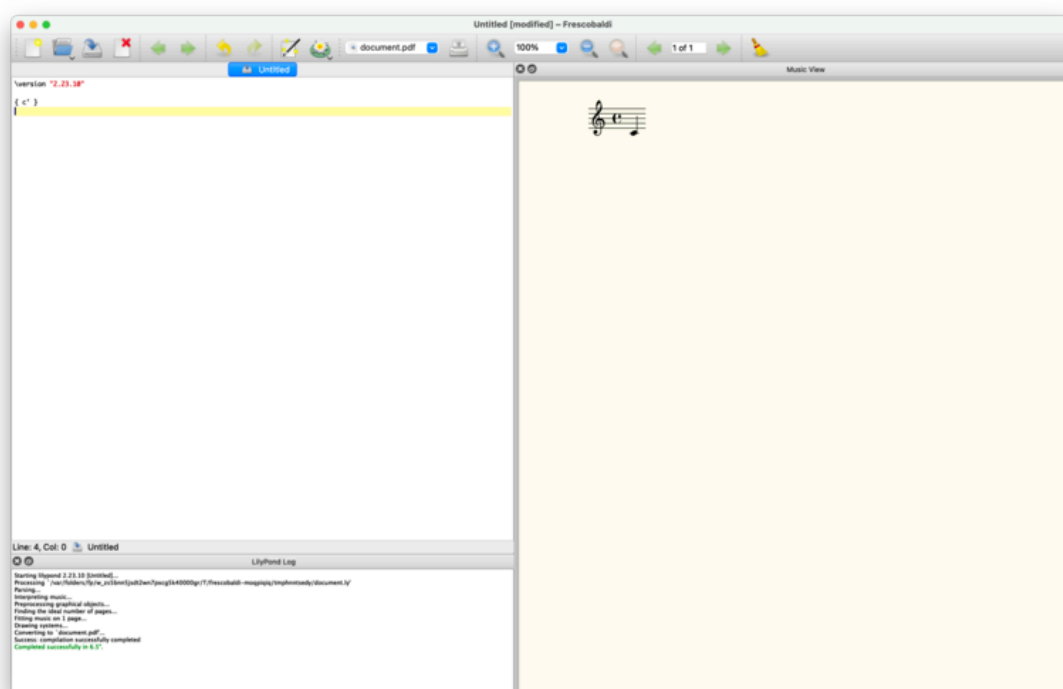 Untitled [modified] – Frescobaldi
document.pdf
100%
1 of 1
Untitled
Music View
\version "2.23.10"
{ c' }
Line: 4, Col: 0 Untitled
LilyPond Log
Starting lilypond 2.23.10 [Untitled]...
Processing
Parsing...
Interpreting music...
Preprocessing graphical objects...
Finding the ideal number of pages...
Fitting music on 1 page...
Drawing systems...
Converting to `document.pdf'...
Success: compilation successfully completed
Completed successfully in 6.5".